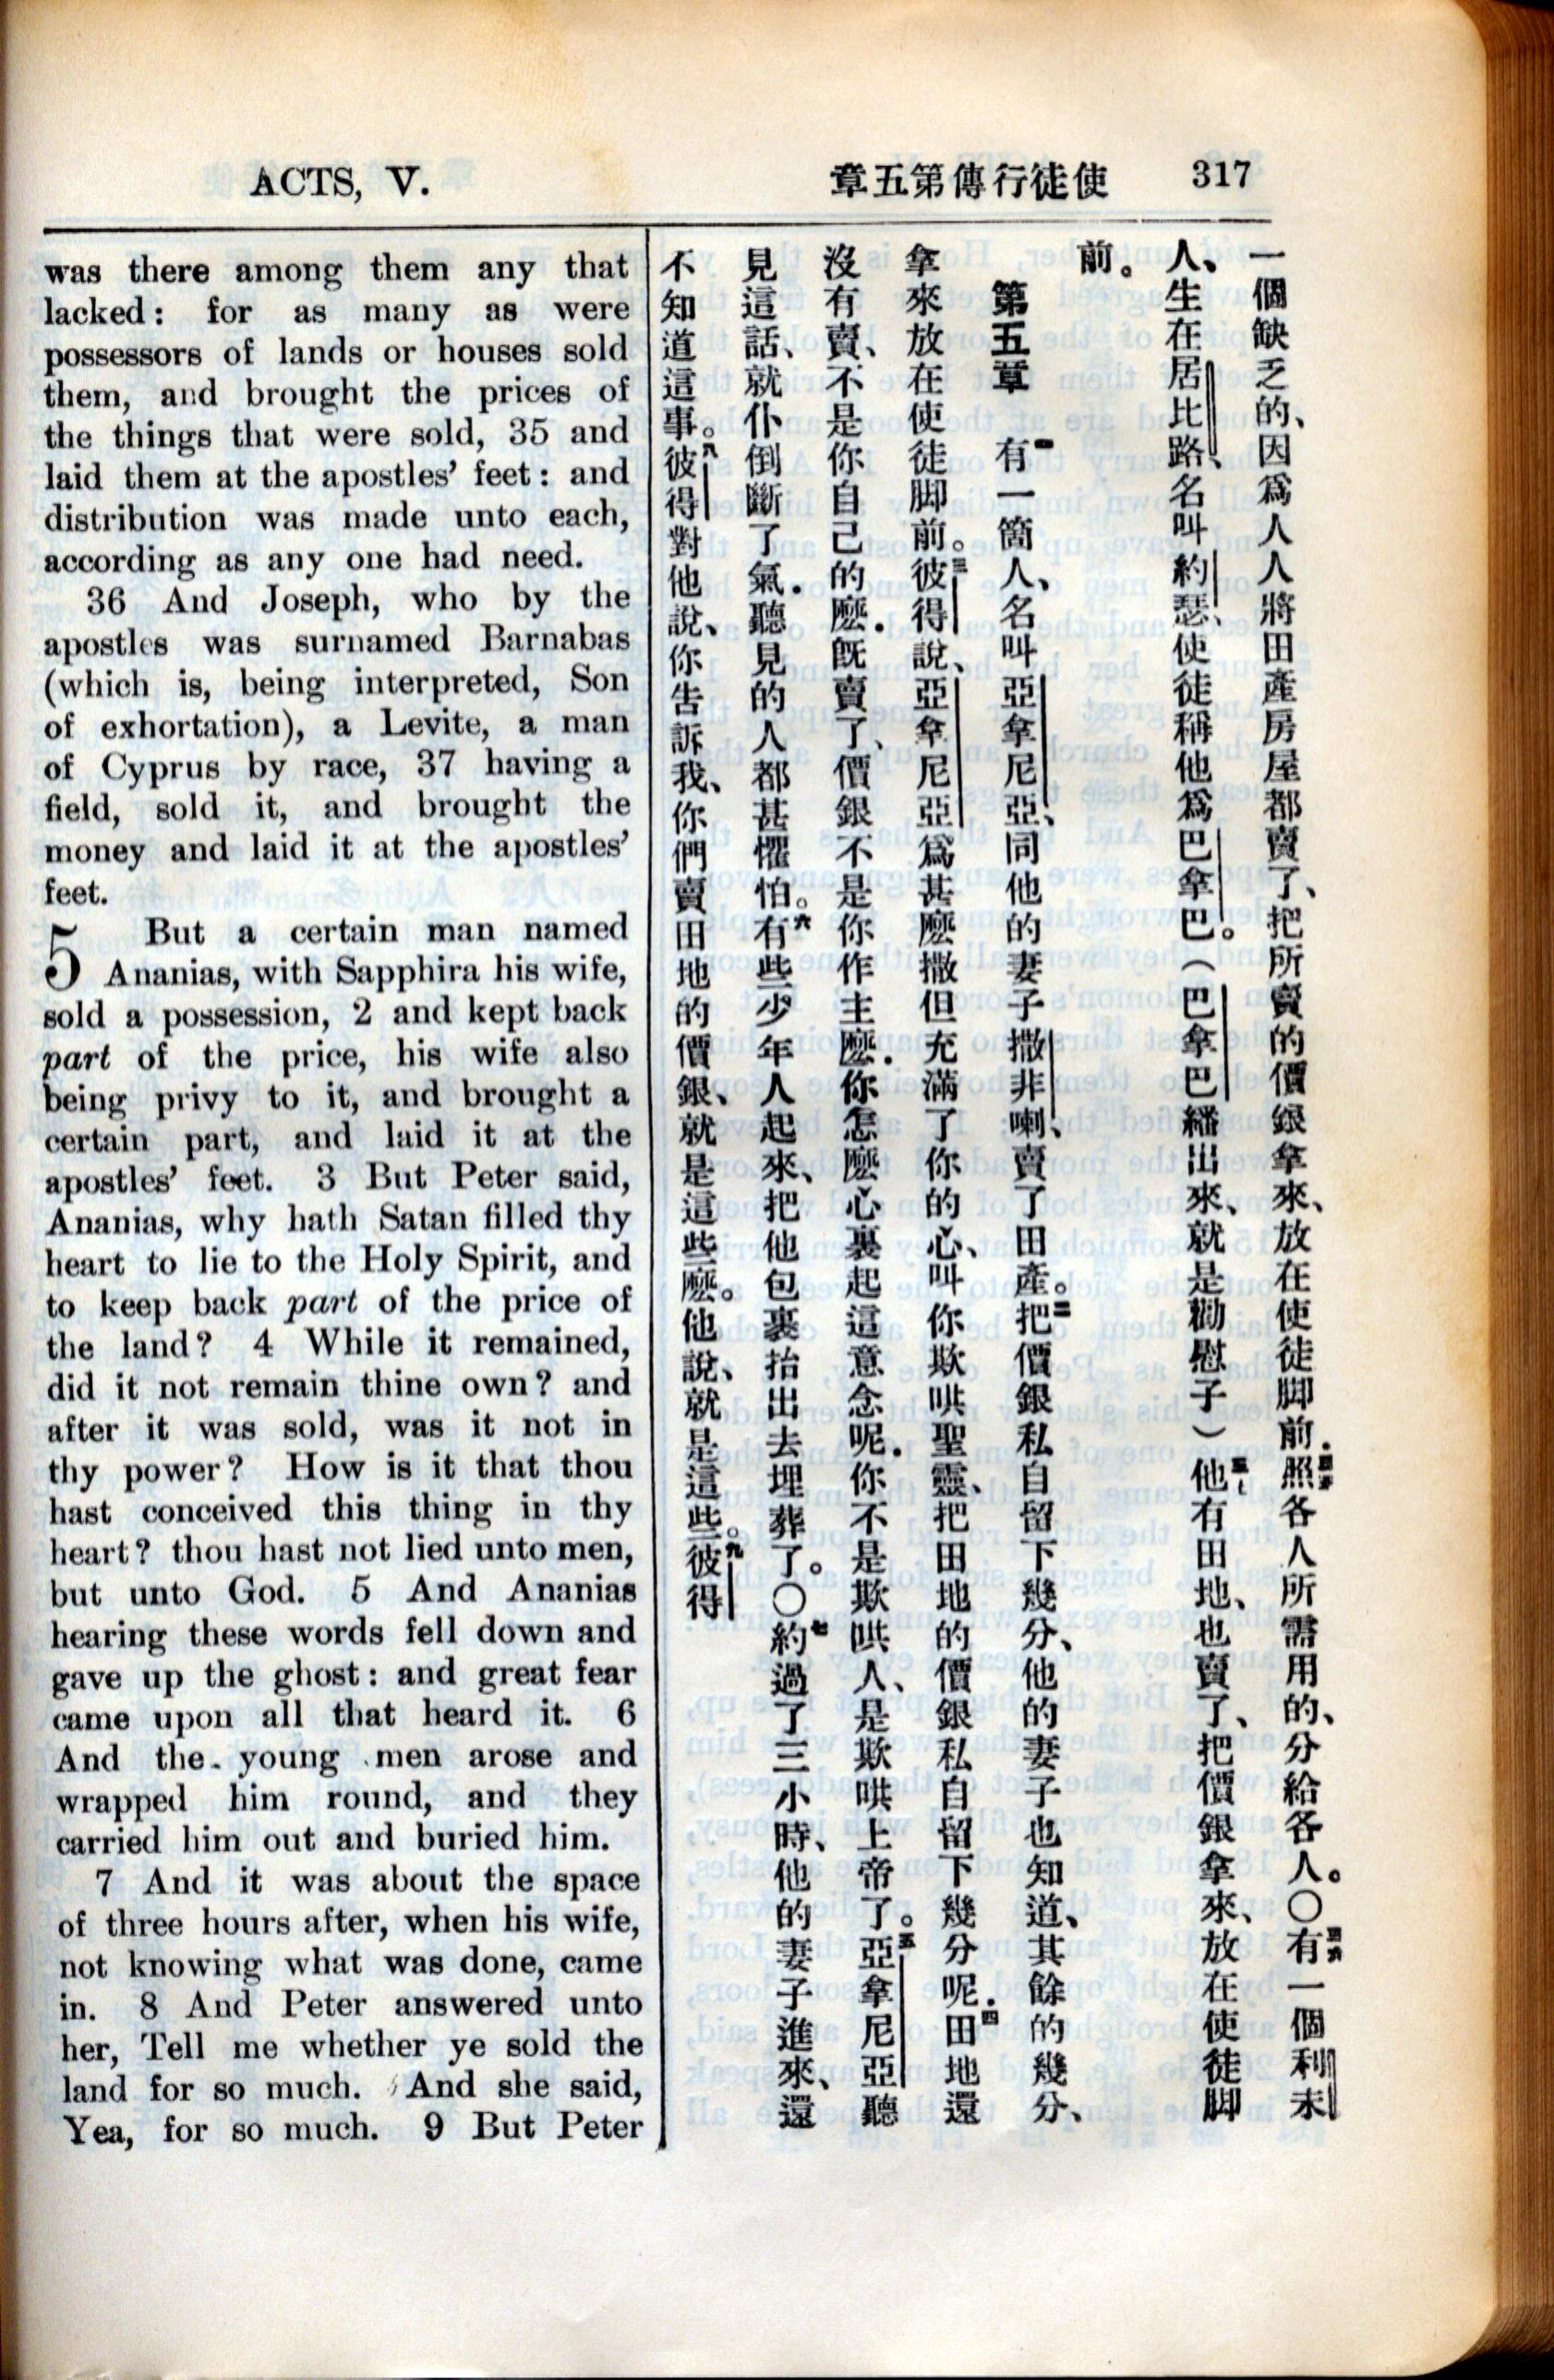 ACTS, V.
章五第傳行徒使 317
was there among them any that
lacked: for as many as were
possessors of lands or houses sold
them, and brought the prices of
the things that were sold, 35 and
laid them at the apostles’ feet: and
distribution was made unto each,
according as any one had need.
36 And Joseph, who by the
apostles was surnamed Barnabas
(which is, being interpreted, Son
of exhortation), a Levite, a man
of Cyprus by race, 37 having a
field, sold it, and brought the
money and laid it at the apostles’
feet.
5 But a certain man named
Ananias, with Sapphira his wife,
sold a possession, 2 and kept back
part of the price, his wife also
being privy to it, and brought a
certain part, and laid it at the
apostles’ feet. 3 But Peter said,
Ananias, why hath Satan filled thy
heart to lie to the Holy Spirit, and
to keep back part of the price of
the land? 4 While it remained,
did it not remain thine own? and
after it was sold, was it not in
thy power? How is it that thou
hast conceived this thing in thy
heart? thou hast not lied unto men,
but unto God. 5 And Ananias
hearing these words fell down and
gave up the ghost: and great fear
came upon all that heard it. 6
And the young men arose and
wrapped him round, and they
carried him out and buried him.
7 And it was about the space
of three hours after, when his wife,
not knowing what was done, came
in. 8 And Peter answered unto
her, Tell me whether ye sold the
land for so much. And she said,
Yea, for so much. 9 But Peter
一個缺乏的、因爲人人將田產房屋都賣了、把所賣的價銀拿來、放在使徒脚前．三五照各人所需用的、分給各人。〇三六有一個利未
人、生在居比路、名叫約瑟、使徒稱他爲巴拿巴。（巴拿巴繙出來、就是勸慰子）三七他有田地、也賣了、把價銀拿來、放在使徒脚
前。
第五章 一有一箇人、名叫亞拿尼亞、同他的妻子撒非喇、賣了田產。二把價銀私自留下幾分、他的妻子也知道、其餘的幾分、
拿來放在使徒脚前。三彼得說、亞拿尼亞爲甚麼撒但充滿了你的心、叫你欺哄聖靈、把田地的價銀私自留下幾分呢．四田地還
沒有賣、不是你自己的麼．旣賣了、價銀不是你作主麼．你怎麼心裏起這意念呢．你不是欺哄人、是欺哄上帝了。五亞拿尼亞聽
見這話、就仆倒斷了氣．聽見的人都甚懼怕。六有些少年人起來、把他包裹抬出去埋葬了。〇七約過了三小時、他的妻子進來、還
不知道這事。八彼得對他說、你告訴我、你們賣田地的價銀、就是這些麼。他說、就是這些。九彼得